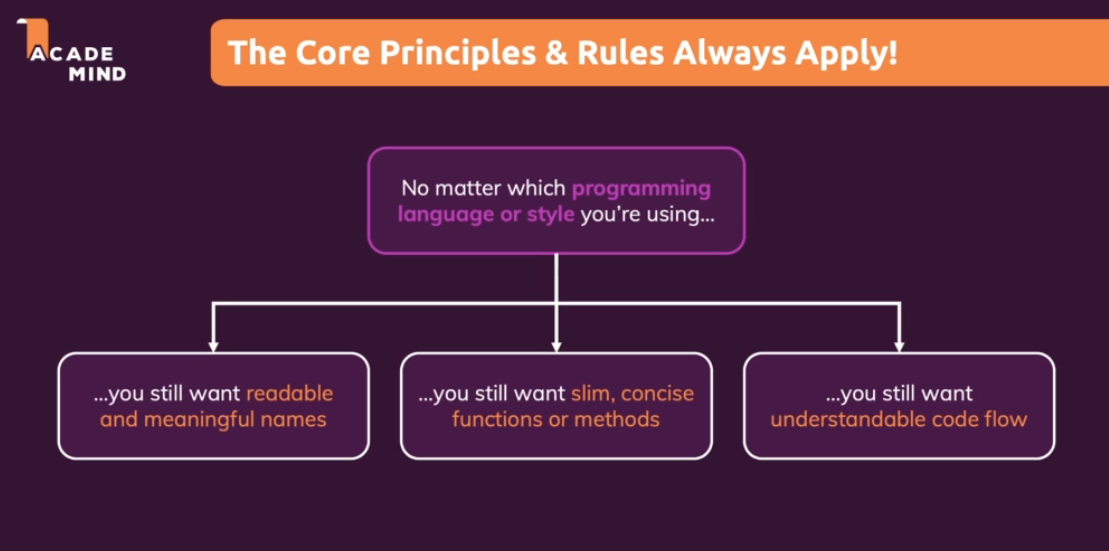 ACADE
MIND
The Core Principles & Rules Always Apply!
No matter which programming
language or style you're using...
...you still want readable
and meaningful names
...you still want slim, concise
functions or methods
...you still want
understandable code flow